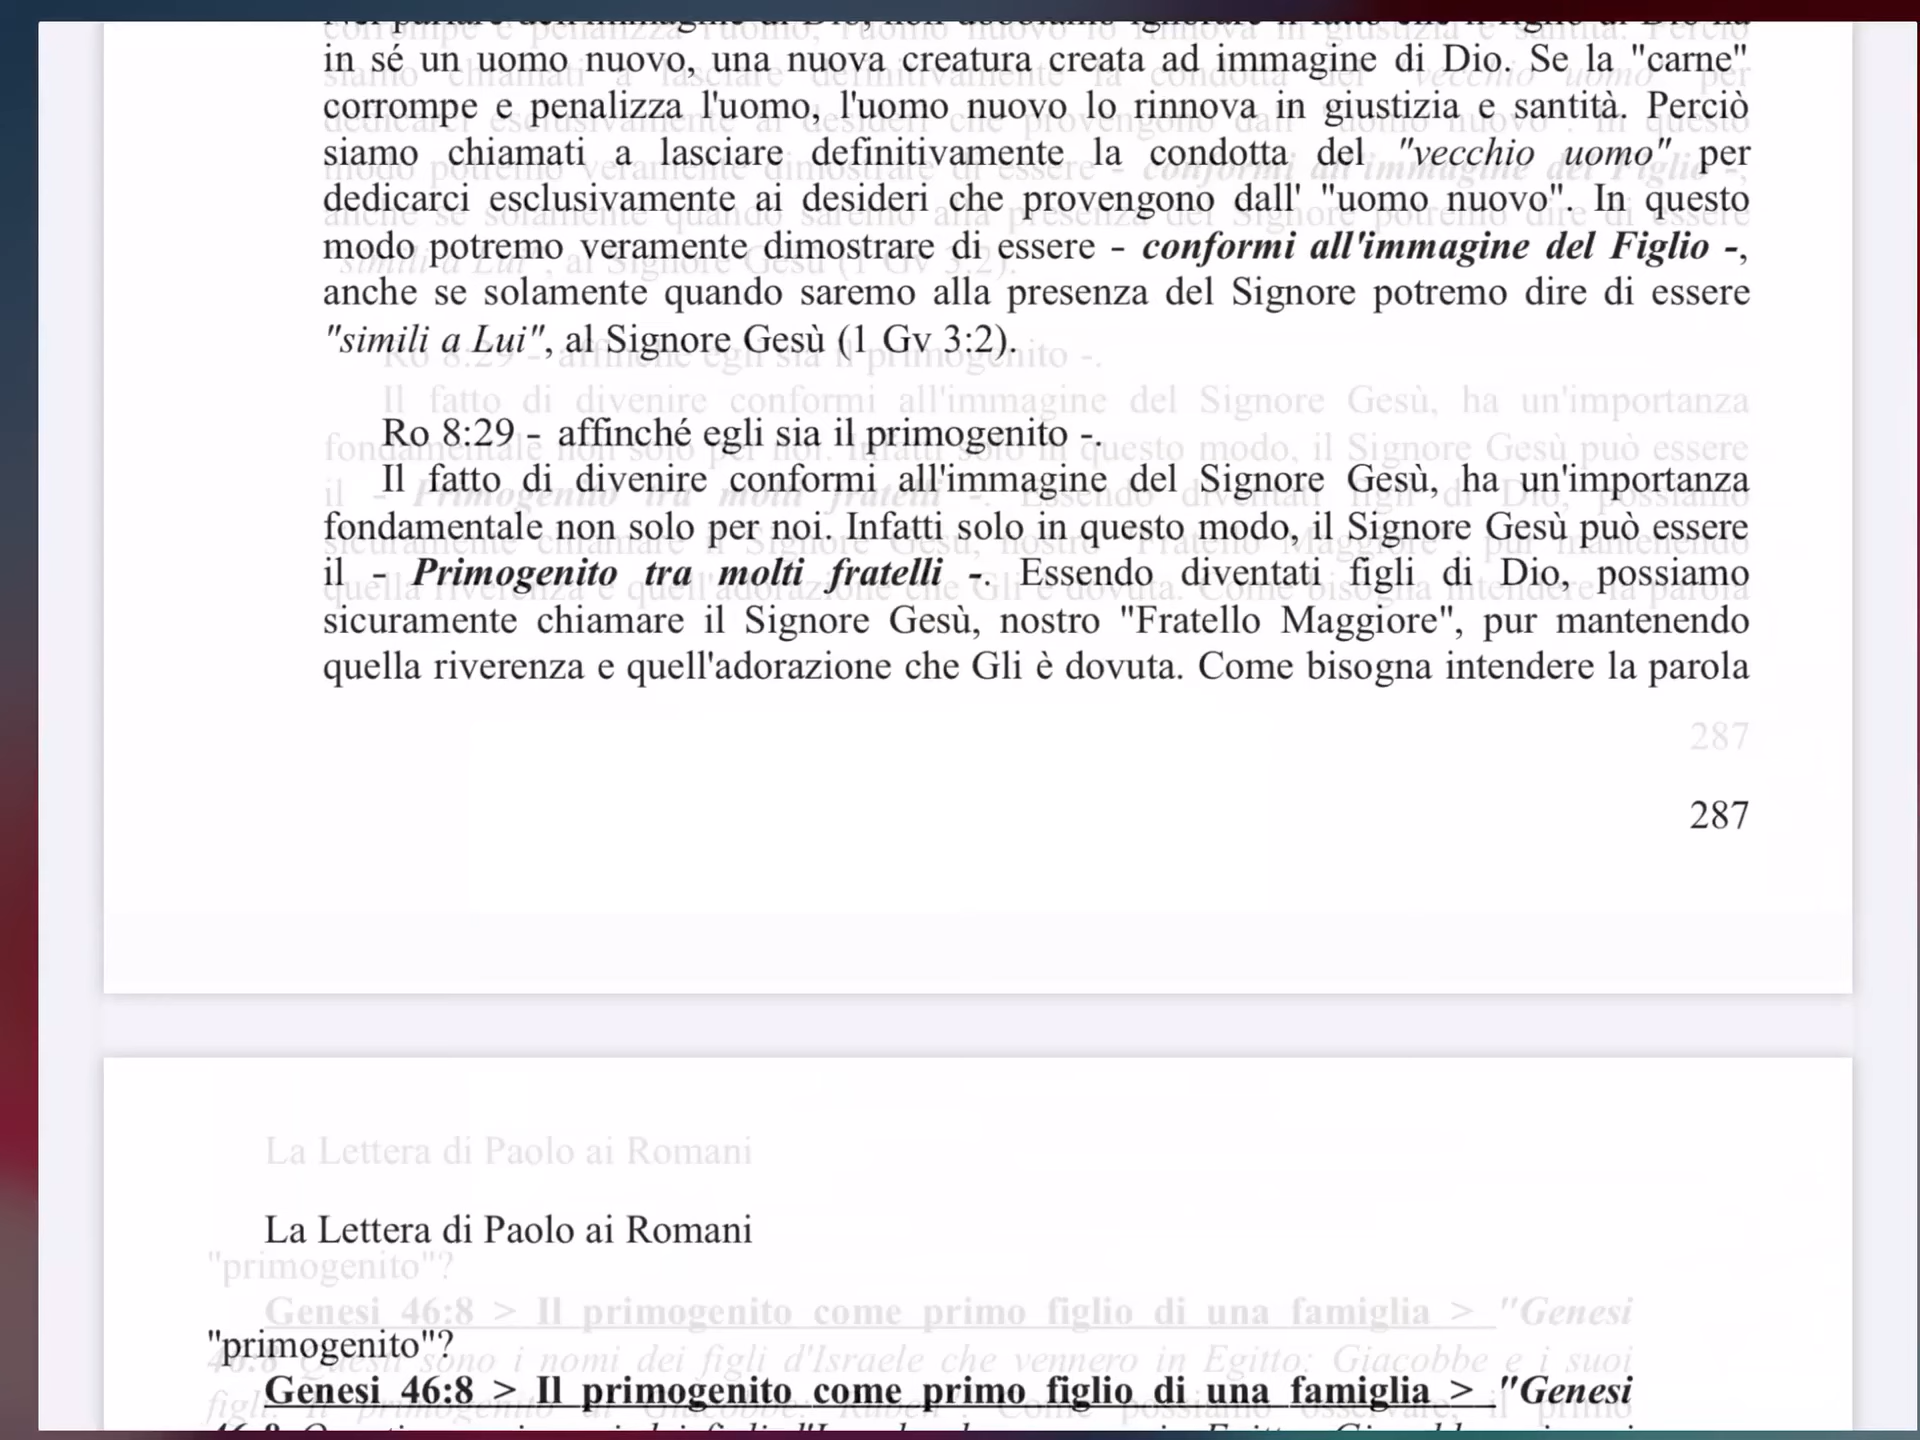 in sé un uomo nuovo, una nuova creatura creata ad immagine di Dio. Se la "carne"
corrompe e penalizza l'uomo, l'uomo nuovo lo rinnova in giustizia e santità. Perciò
siamo chiamati a lasciare definitivamente la condotta del "vecchio uomo" per
dedicarci esclusivamente ai desideri che provengono dall' "uomo nuovo". In questo
modo potremo veramente dimostrare di essere - conformi all'immagine del Figlio -,
anche se solamente quando saremo alla presenza del Signore potremo dire di essere
"simili a Lui", al Signore Gesù (1 Gv 3:2).
Ro 8:29 - affinché egli sia il primogenito -.
Il fatto di divenire conformi all'immagine del Signore Gesù, ha un'importanza
fondamentale non solo per noi. Infatti solo in questo modo, il Signore Gesù può essere
il - Primogenito tra molti fratelli -. Essendo diventati figli di Dio, possiamo
sicuramente chiamare il Signore Gesù, nostro "Fratello Maggiore", pur mantenendo
quella riverenza e quell'adorazione che Gli è dovuta. Come bisogna intendere la parola
287
287
La Lettera di Paolo ai Romani
La Lettera di Paolo ai Romani
"primogenito"?
"primogenito"?
Genesi 46:8 > Il primogenito come primo figlio di una famiglia > "Genesi